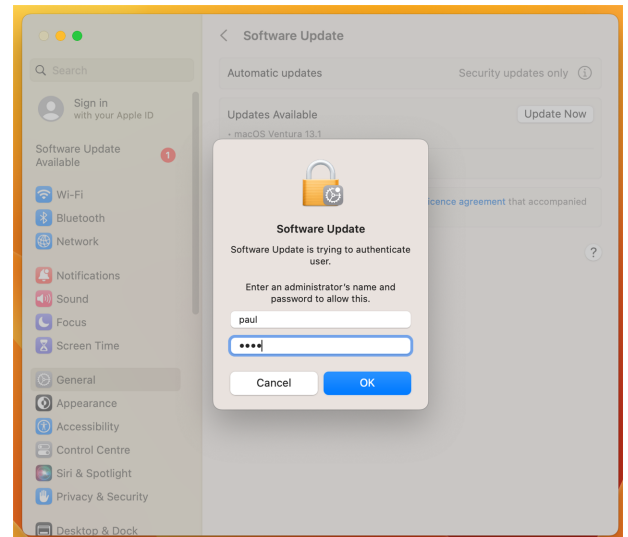 Software Update
Search
Automatic updates
Security updates only
Sign in
with your Apple ID
Updates Available
Update Now
• macOS Ventura 13.1
Software Update
Available
1
licence agreement that accompanied
Wi-Fi
Bluetooth
Network
?
Notifications
Sound
Focus
Screen Time
General
Appearance
Accessibility
Control Centre
Siri & Spotlight
Privacy & Security
Desktop & Dock
Software Update
Software Update is trying to authenticate
user.
Enter an administrator's name and
password to allow this.
paul
••••
Cancel
OK